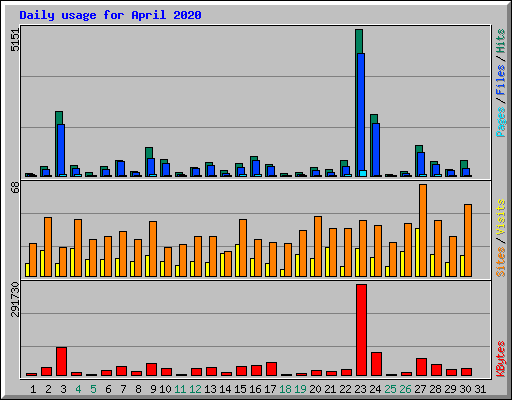 Daily usage for April 2020
5151
Pages / Files / Hits
68
Sites / Visits
291730
KBytes
1 2 3 4 5 6 7 8 9 10 11 12 13 14 15 16 17 18 19 20 21 22 23 24 25 26 27 28 29 30 31